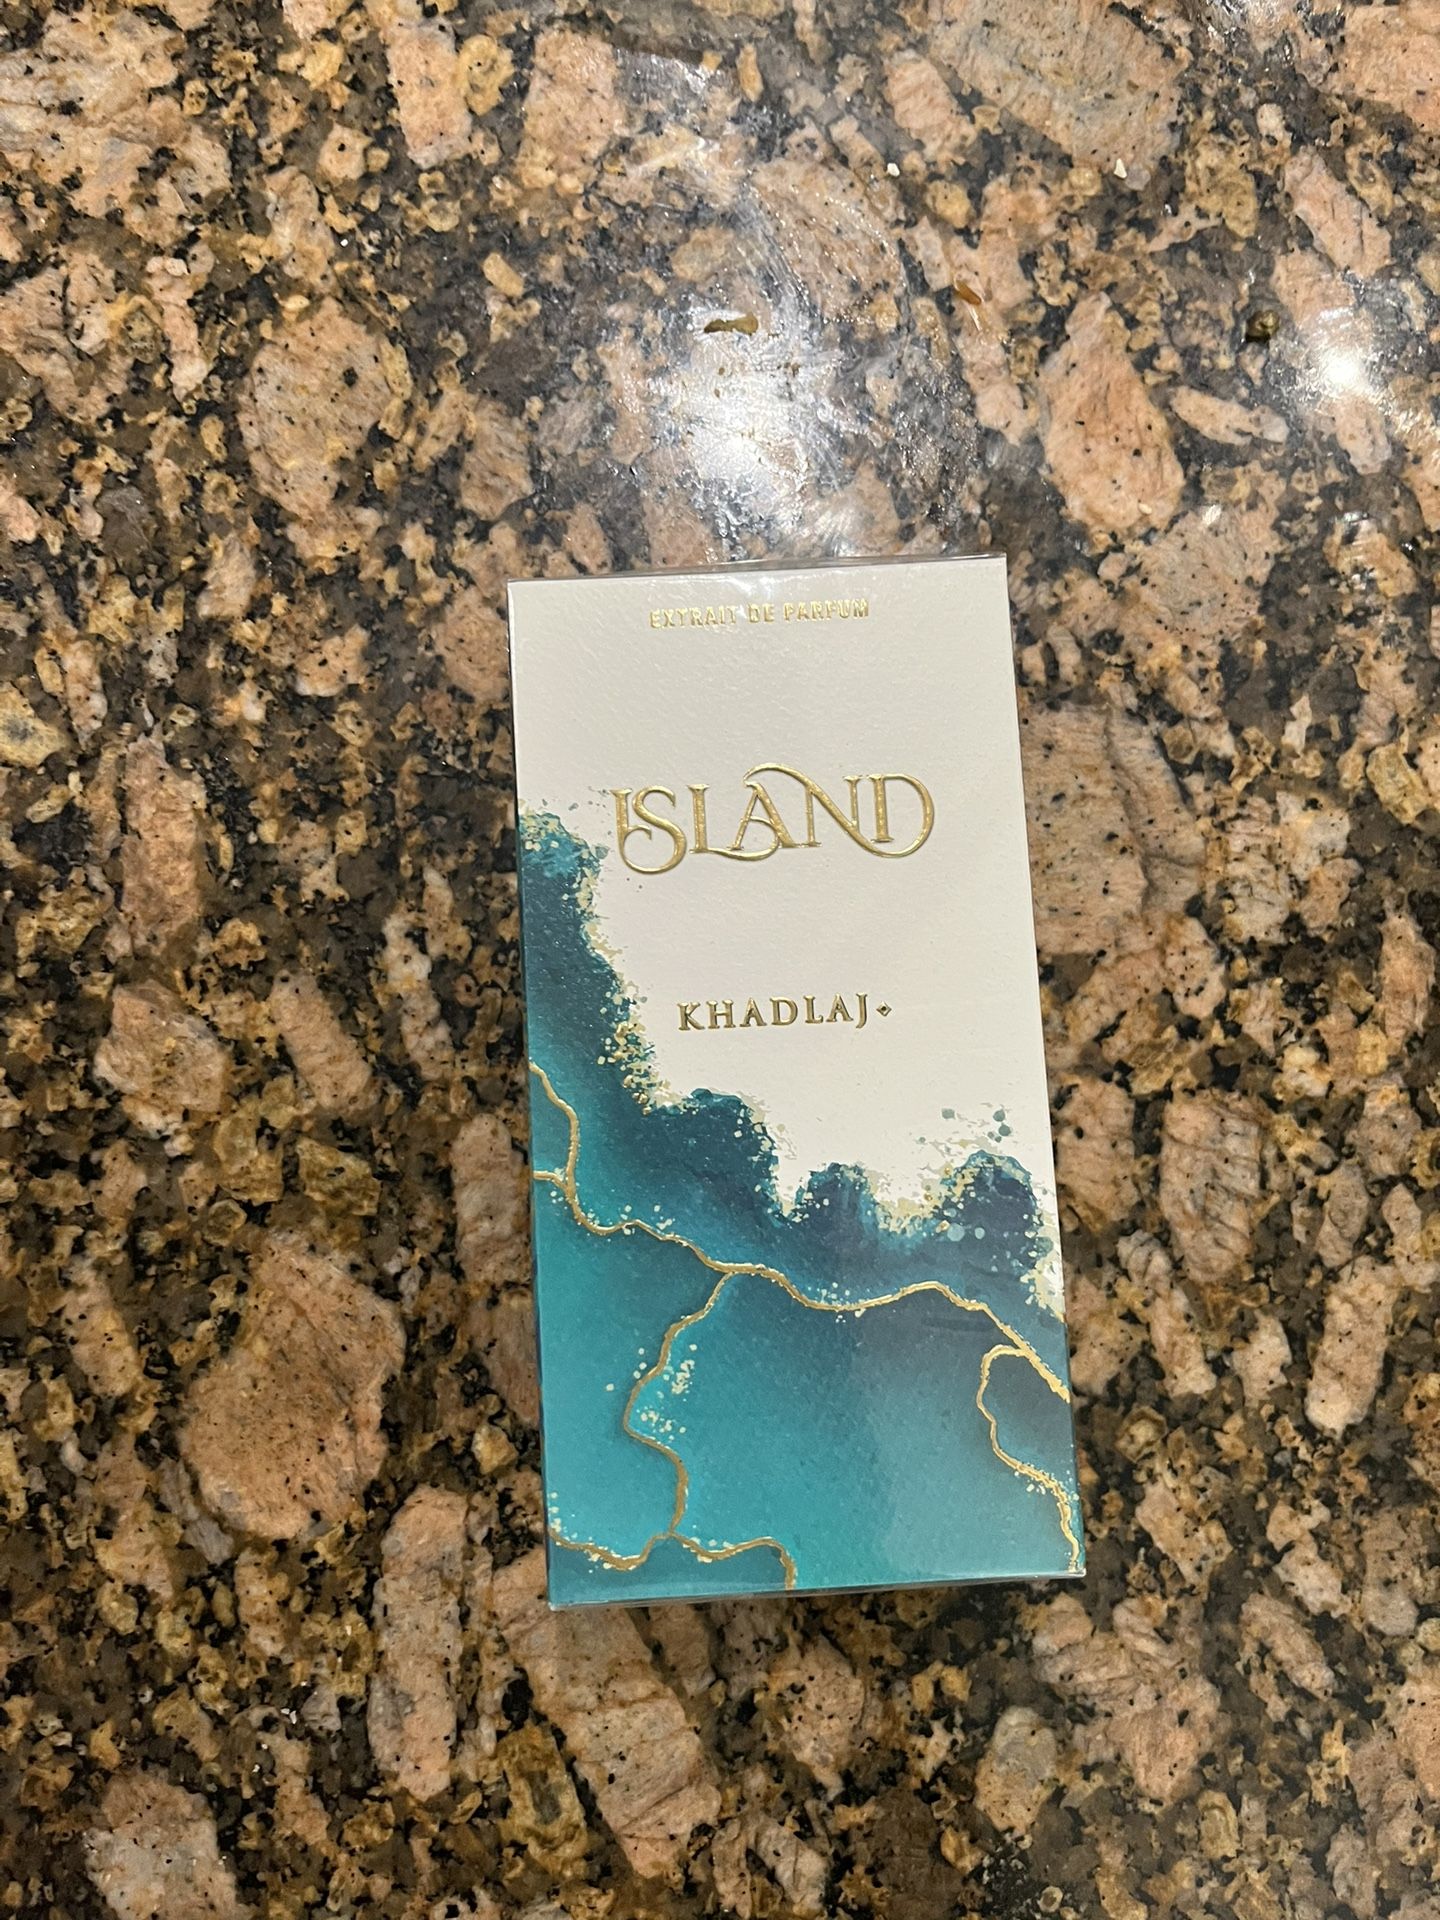 EXTRAIT DE PARFUM
ISLAND
KHADLAJ